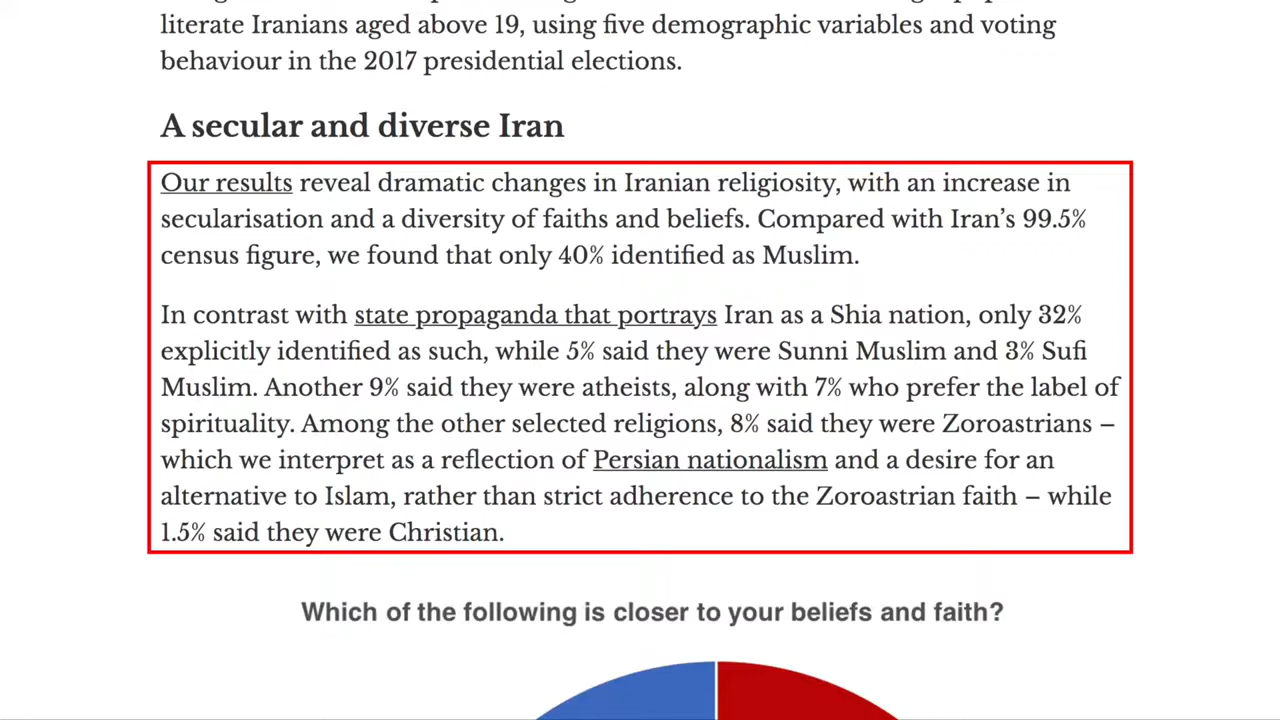 literate Iranians aged above 19, using five demographic variables and voting
behaviour in the 2017 presidential elections.
A secular and diverse Iran
Our results reveal dramatic changes in Iranian religiosity, with an increase in
secularisation and a diversity of faiths and beliefs. Compared with Iran’s 99.5%
census figure, we found that only 40% identified as Muslim.
In contrast with state propaganda that portrays Iran as a Shia nation, only 32%
explicitly identified as such, while 5% said they were Sunni Muslim and 3% Sufi
Muslim. Another 9% said they were atheists, along with 7% who prefer the label of
spirituality. Among the other selected religions, 8% said they were Zoroastrians –
which we interpret as a reflection of Persian nationalism and a desire for an
alternative to Islam, rather than strict adherence to the Zoroastrian faith – while
1.5% said they were Christian.
Which of the following is closer to your beliefs and faith?